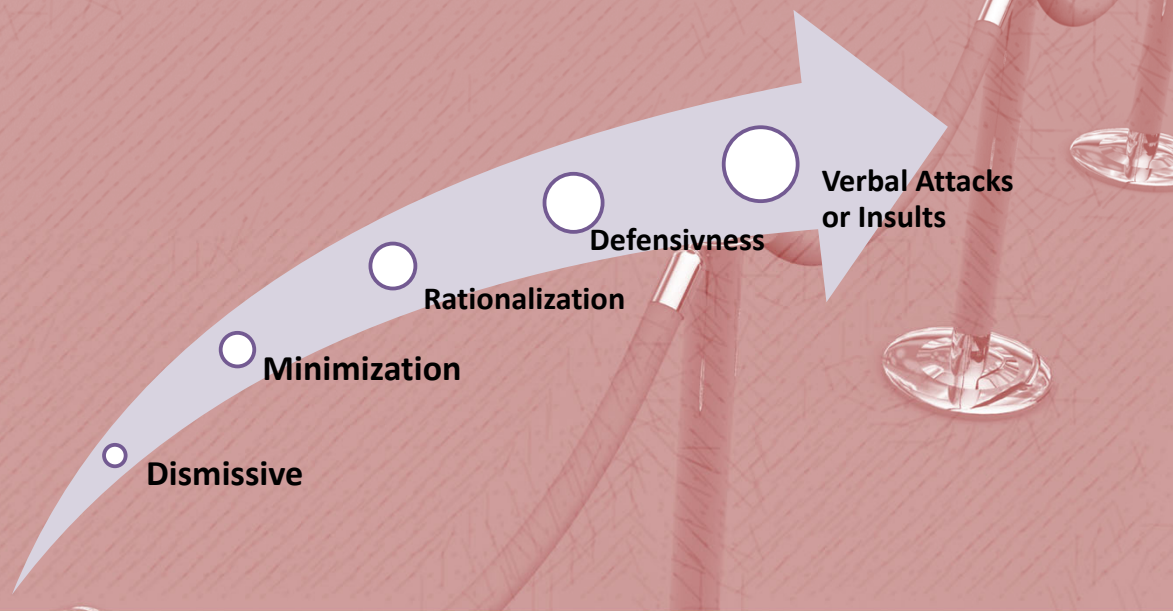 Verbal Attacks
or Insults
Defensivness
Rationalization
Minimization
Dismissive